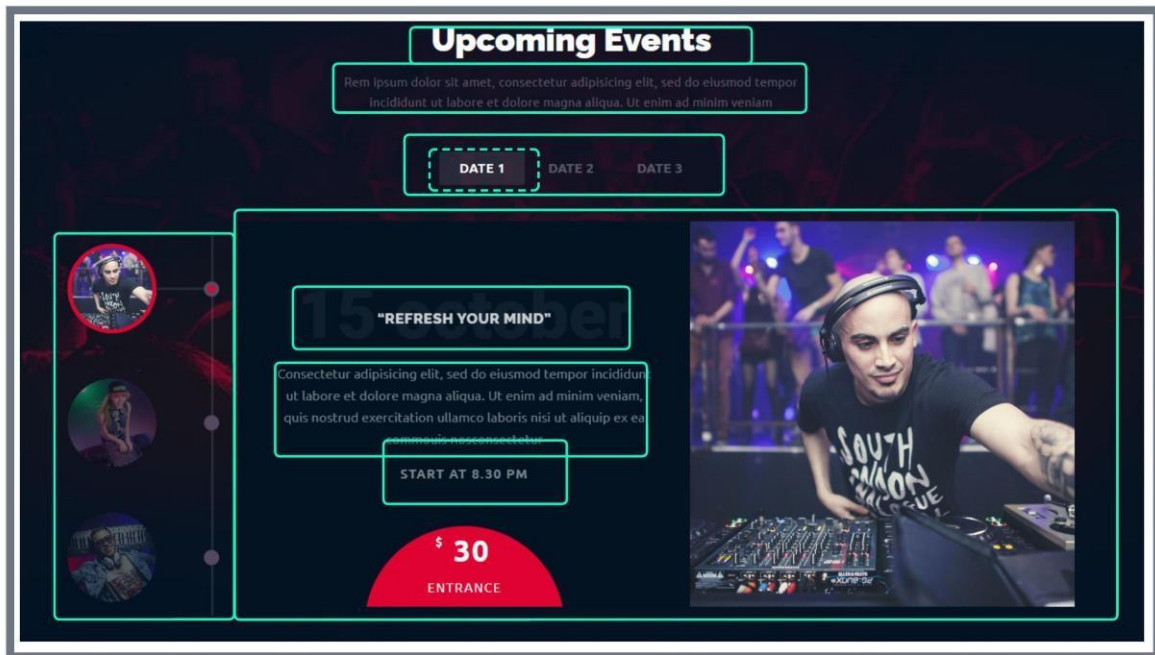 Upcoming Events
Rem ipsum dolor sit amet, consectetur adipisicing elit, sed do eiusmod tempor
incididunt ut labore et dolore magna aliqua. Ut enim ad minim veniam
DATE 1 DATE 2 DATE 3
15 october
"REFRESH YOUR MIND"
Consectetur adipisicing elit, sed do eiusmod tempor incididunt
ut labore et dolore magna aliqua. Ut enim ad minim veniam,
quis nostrud exercitation ullamco laboris nisi ut aliquip ex ea
commouis nosconsectetur
START AT 8.30 PM
$ 30
ENTRANCE
SOUTH